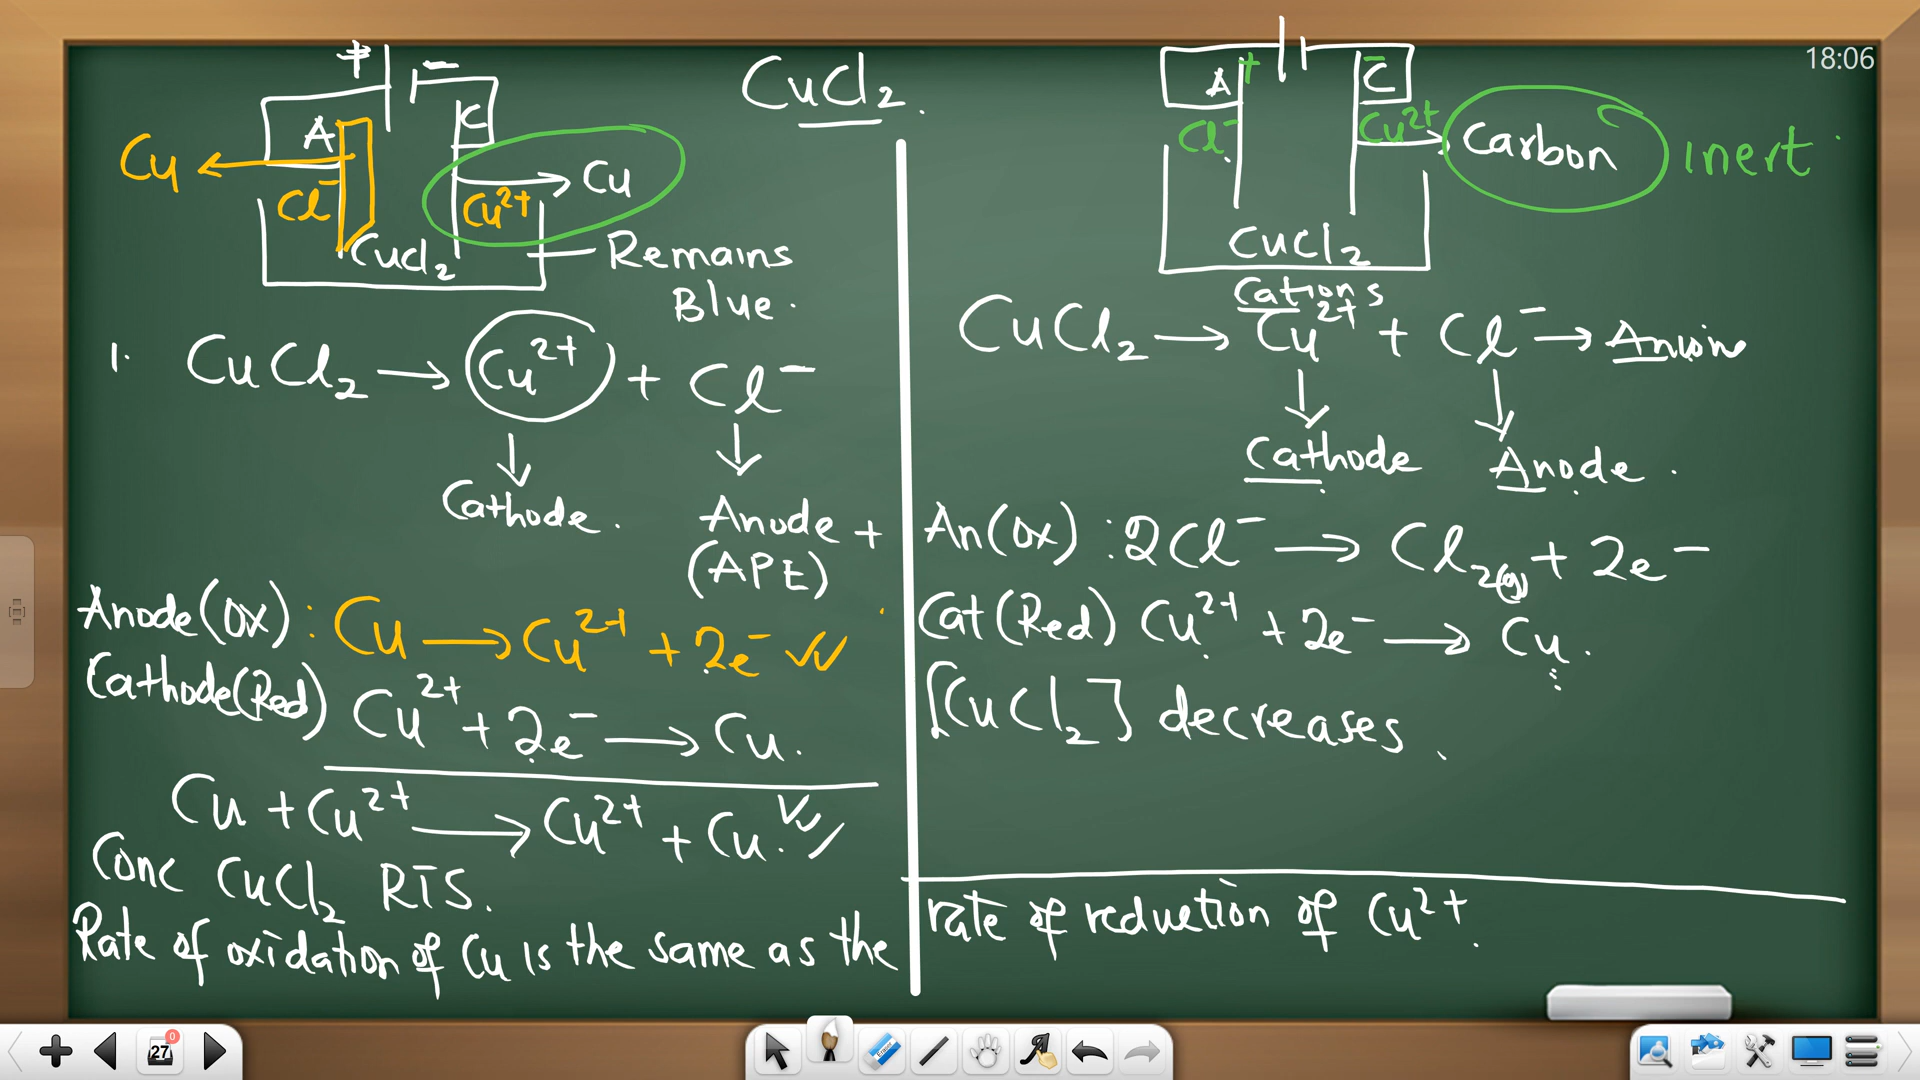 CuCl2.
18:06
+ -
A C
Cu
Cl- Cu2+ → Cu
CuCl2
Remains
Blue.
1. CuCl2 → Cu2+ + Cl-
Cathode. Anode +
(APE)
Anode(Ox): Cu → Cu2+ + 2e-
Cathode(Red) Cu2+ + 2e- → Cu.
Cu + Cu2+ → Cu2+ + Cu.
Conc CuCl2 RTS.
Rate of oxidation of Cu is the same as the
A + - C
Cl- Cu2+ → Carbon inert.
CuCl2
Cations
CuCl2 → Cu2+ + Cl- → Anion
Cathode Anode.
An(Ox): 2Cl- → Cl2(g) + 2e-
Cat(Red) Cu2+ + 2e- → Cu.
[CuCl2] decreases.
rate of reduction of Cu2+.
27
0
Eraser
A